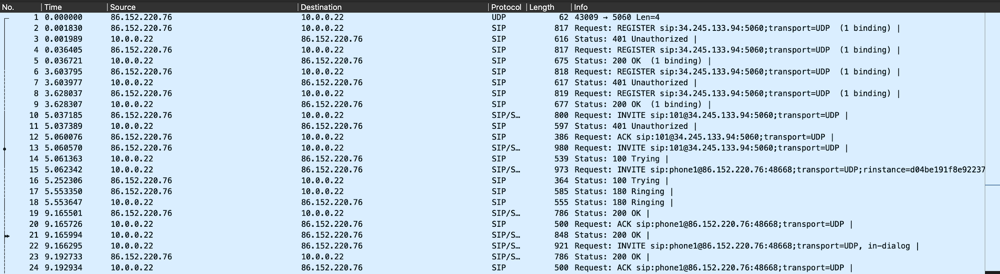 No. Time Source Destination Protocol Length Info
1 0.000000 86.152.220.76 10.0.0.22 UDP 62 43009 → 5060 Len=4
2 0.001830 86.152.220.76 10.0.0.22 SIP 817 Request: REGISTER sip:34.245.133.94:5060;transport=UDP (1 binding) |
3 0.001989 10.0.0.22 86.152.220.76 SIP 616 Status: 401 Unauthorized |
4 0.036405 86.152.220.76 10.0.0.22 SIP 817 Request: REGISTER sip:34.245.133.94:5060;transport=UDP (1 binding) |
5 0.036721 10.0.0.22 86.152.220.76 SIP 675 Status: 200 OK (1 binding) |
6 3.603795 86.152.220.76 10.0.0.22 SIP 818 Request: REGISTER sip:34.245.133.94:5060;transport=UDP (1 binding) |
7 3.603977 10.0.0.22 86.152.220.76 SIP 617 Status: 401 Unauthorized |
8 3.628037 86.152.220.76 10.0.0.22 SIP 819 Request: REGISTER sip:34.245.133.94:5060;transport=UDP (1 binding) |
9 3.628307 10.0.0.22 86.152.220.76 SIP 677 Status: 200 OK (1 binding) |
10 5.037185 86.152.220.76 10.0.0.22 SIP/S… 800 Request: INVITE sip:101@34.245.133.94:5060;transport=UDP |
11 5.037389 10.0.0.22 86.152.220.76 SIP 597 Status: 401 Unauthorized |
12 5.060076 86.152.220.76 10.0.0.22 SIP 386 Request: ACK sip:101@34.245.133.94:5060;transport=UDP |
13 5.060570 86.152.220.76 10.0.0.22 SIP/S… 980 Request: INVITE sip:101@34.245.133.94:5060;transport=UDP |
14 5.061363 10.0.0.22 86.152.220.76 SIP 539 Status: 100 Trying |
15 5.062342 10.0.0.22 86.152.220.76 SIP/S… 973 Request: INVITE sip:phone1@86.152.220.76:48668;transport=UDP;rinstance=d04be191f8e92237
16 5.252306 86.152.220.76 10.0.0.22 SIP 364 Status: 100 Trying |
17 5.553350 86.152.220.76 10.0.0.22 SIP 585 Status: 180 Ringing |
18 5.553647 10.0.0.22 86.152.220.76 SIP 555 Status: 180 Ringing |
19 9.165501 86.152.220.76 10.0.0.22 SIP/S… 786 Status: 200 OK |
20 9.165726 10.0.0.22 86.152.220.76 SIP 500 Request: ACK sip:phone1@86.152.220.76:48668;transport=UDP |
21 9.165994 10.0.0.22 86.152.220.76 SIP/S… 848 Status: 200 OK |
22 9.166295 10.0.0.22 86.152.220.76 SIP/S… 921 Request: INVITE sip:phone1@86.152.220.76:48668;transport=UDP, in-dialog |
23 9.192733 86.152.220.76 10.0.0.22 SIP/S… 786 Status: 200 OK |
24 9.192934 10.0.0.22 86.152.220.76 SIP 500 Request: ACK sip:phone1@86.152.220.76:48668;transport=UDP |